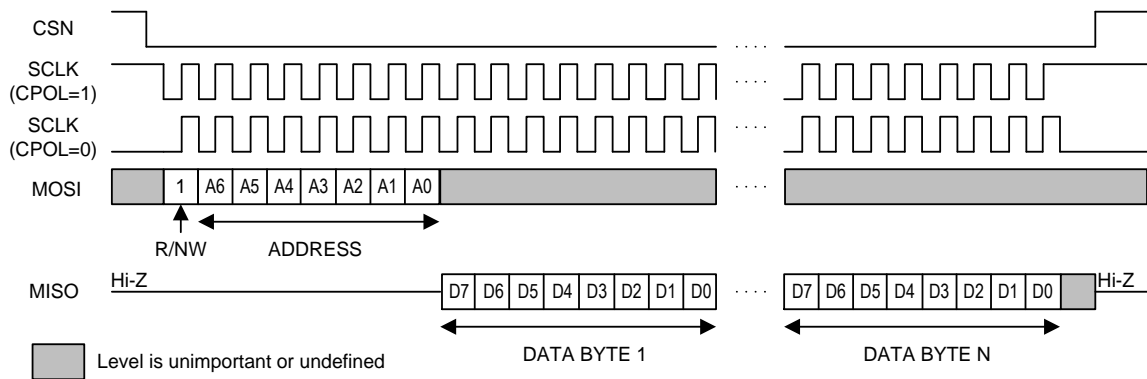 CSN
SCLK
(CPOL=1)
SCLK
(CPOL=0)
MOSI 1 A6 A5 A4 A3 A2 A1 A0
R/NW ADDRESS
MISO Hi-Z D7 D6 D5 D4 D3 D2 D1 D0 D7 D6 D5 D4 D3 D2 D1 D0 Hi-Z
DATA BYTE 1 DATA BYTE N
Level is unimportant or undefined